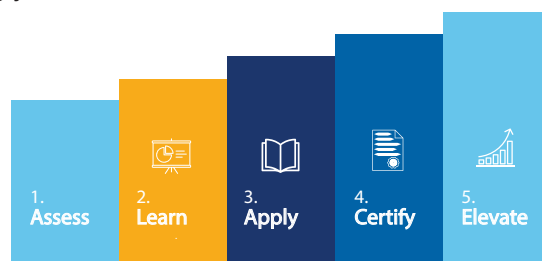 1.
Assess
2.
Learn
3.
Apply
4.
Certify
5.
Elevate